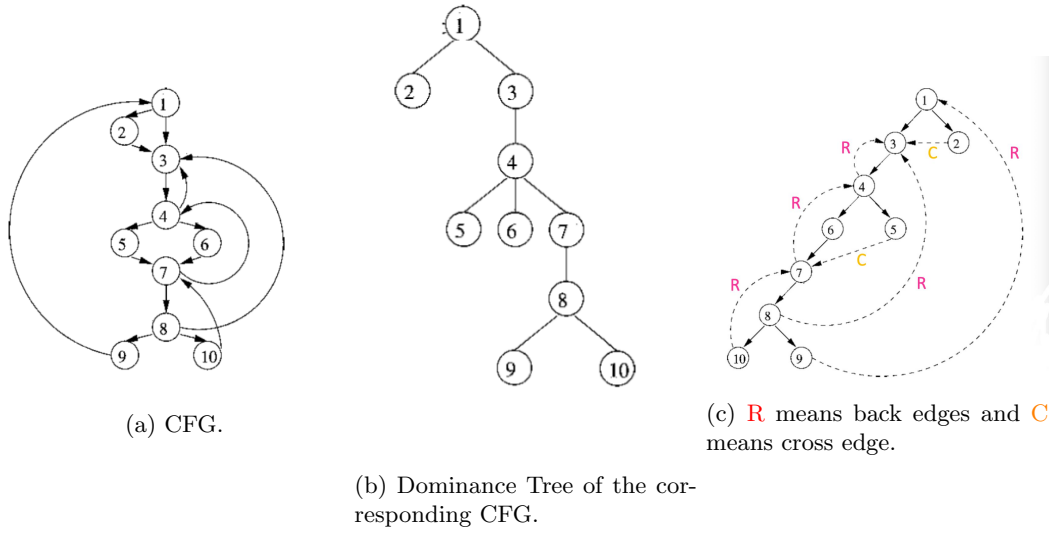 1
2
3
4
5 6
7
8
9 10
(a) CFG.
1
2 3
4
5 6 7
8
9 10
(b) Dominance Tree of the cor-
responding CFG.
1
R 3 C 2 R
R 4
6 5
R 7 C
8 R
10 9
(c) R means back edges and C
means cross edge.